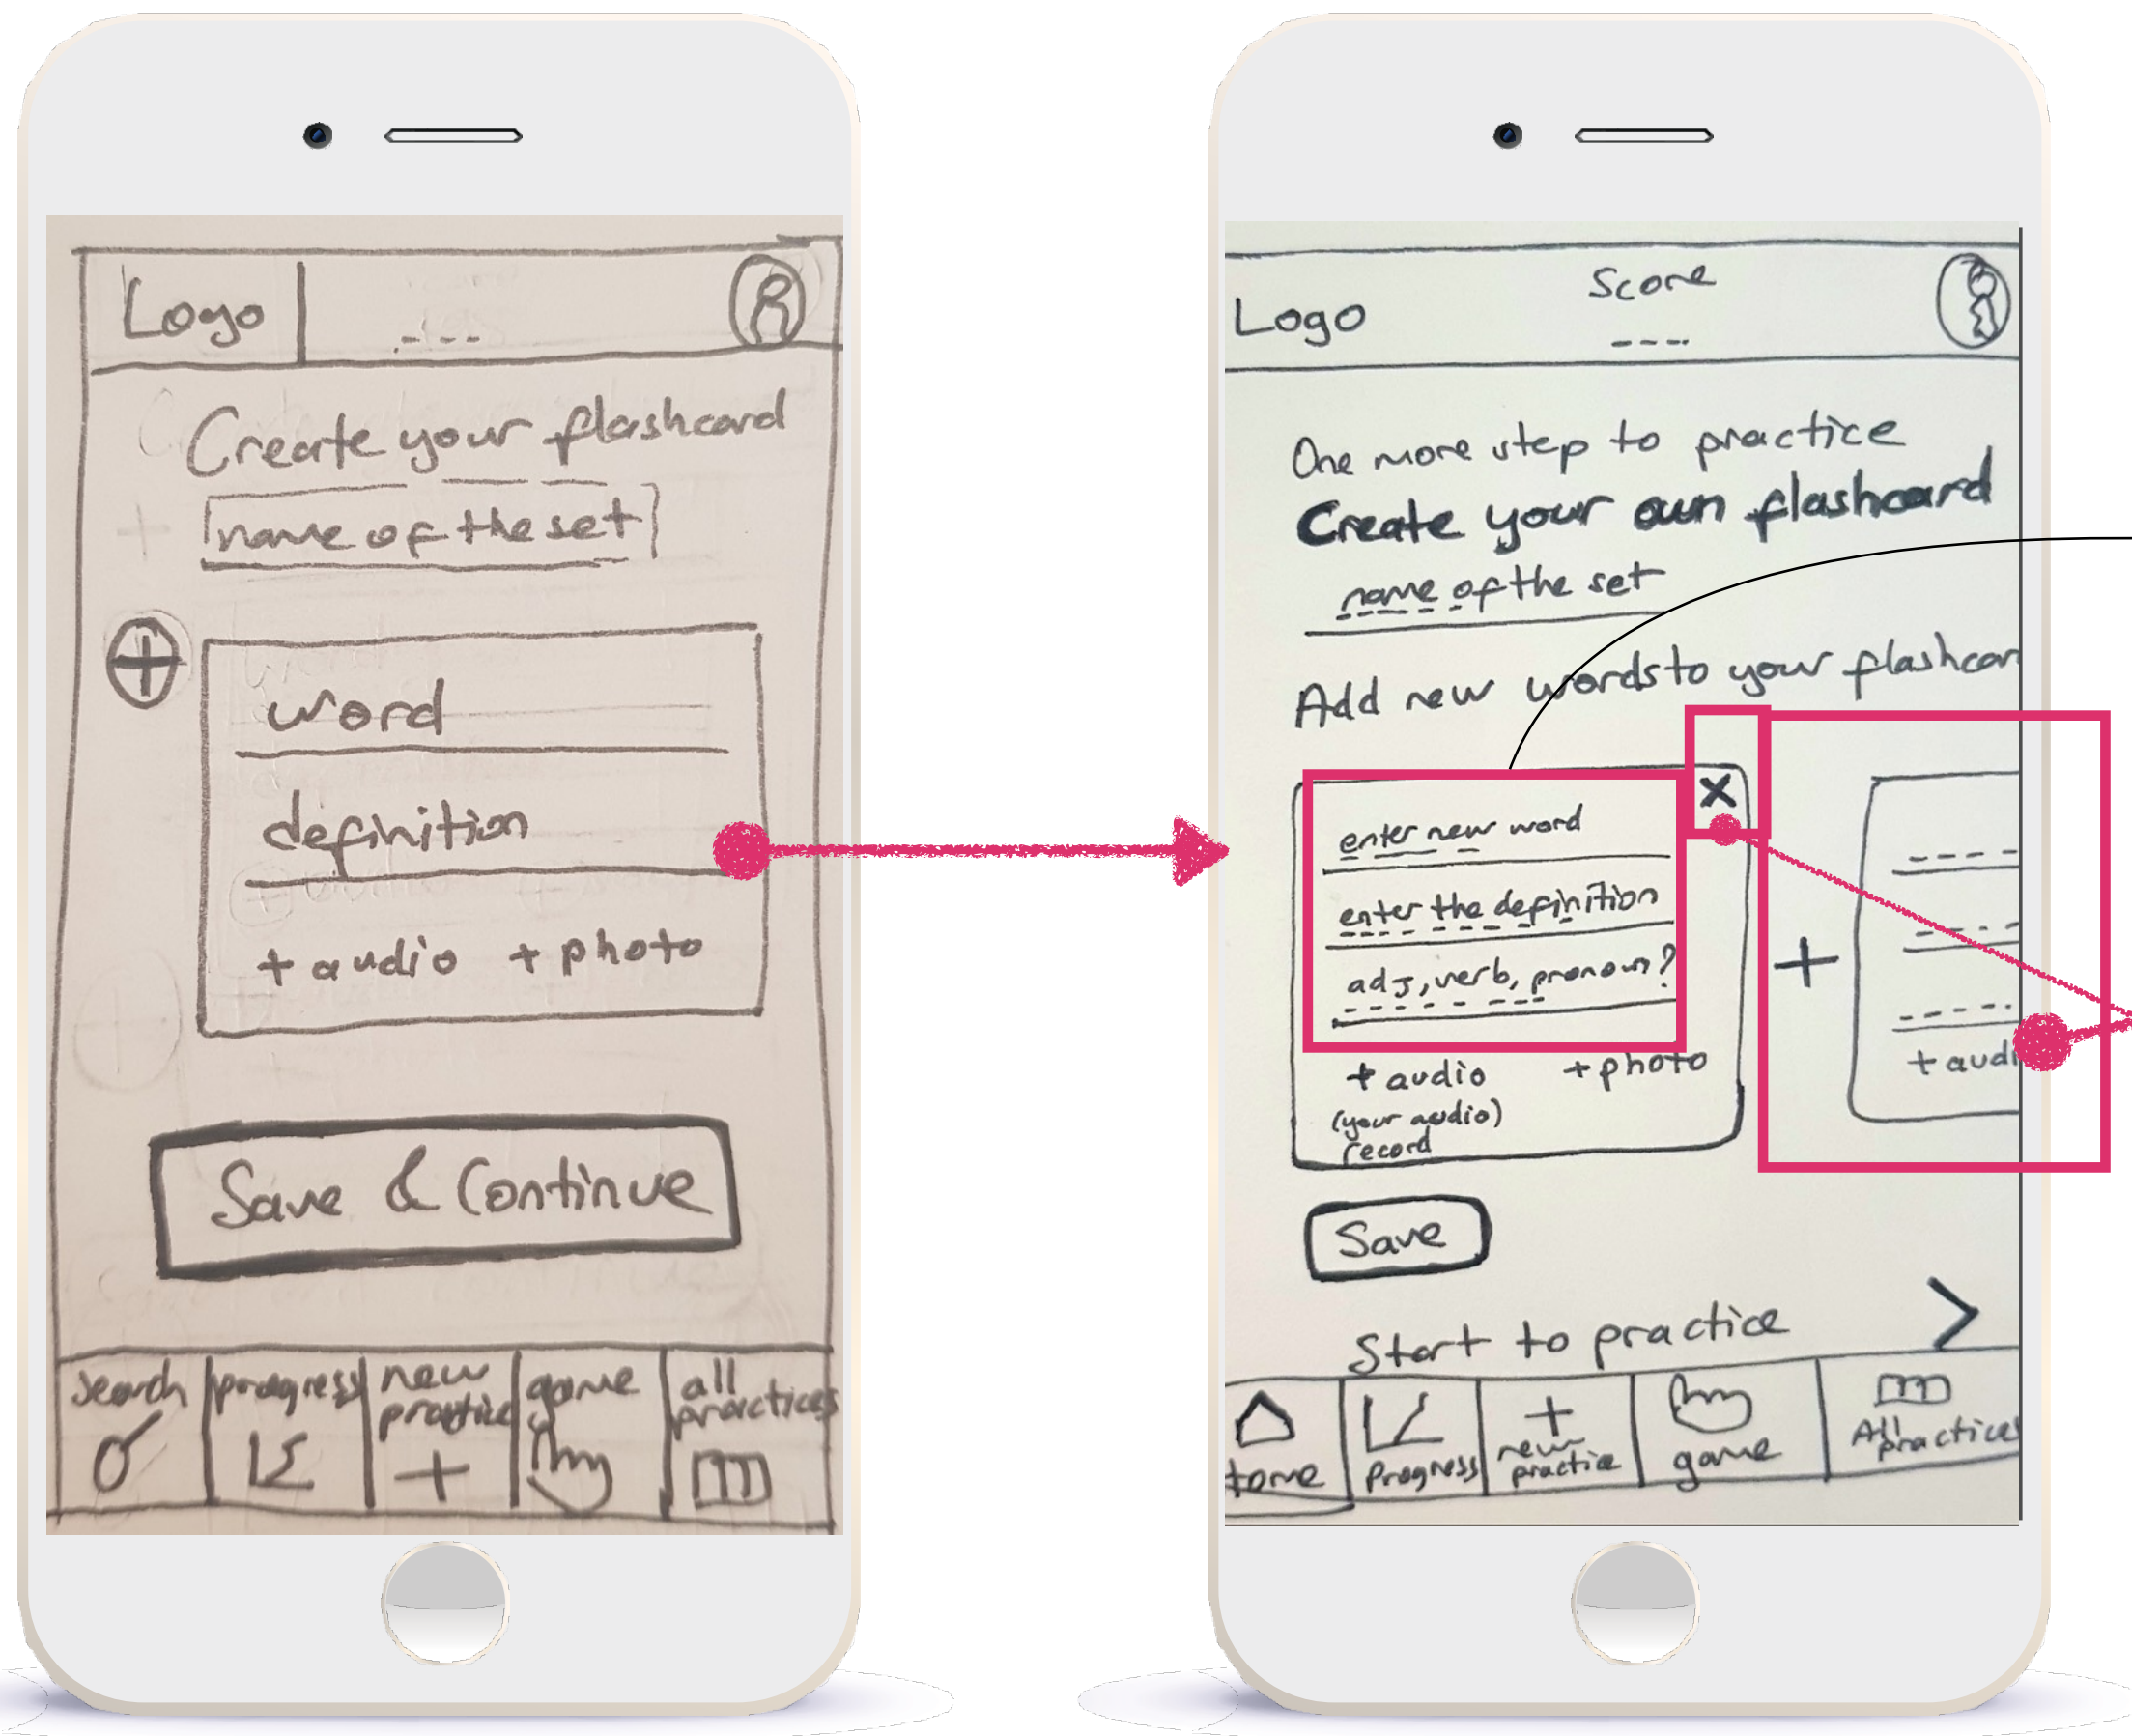 Logo
- - -
Create your flashcard
name of the set
word
definition
+ audio + photo
Save & Continue
search
progress
new
practice
+
game
all
practices
Logo
Score
- - - -
One more step to practice
Create your own flashcard
name of the set
Add new words to your flashcar
X
enter new word
enter the definition
adj, verb, pronoun?
+ audio + photo
(your audio)
record
+
+ audi
Save
Start to practice >
Home
Progress
+
new
practice
game
All
practices